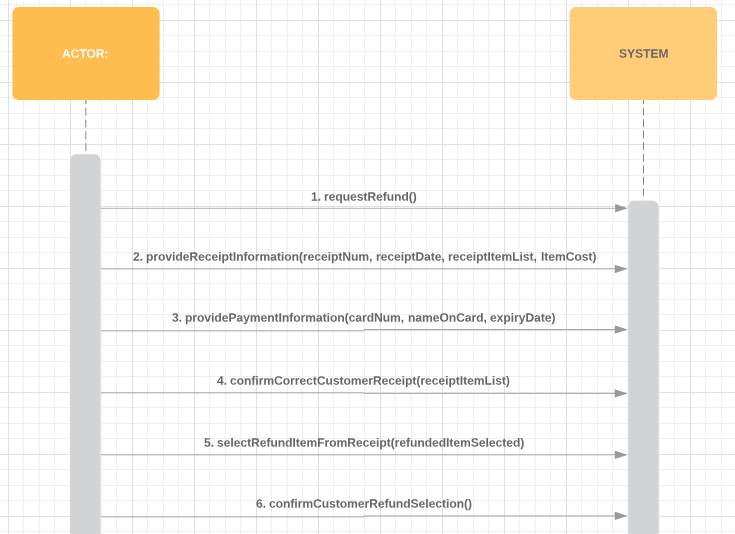 ACTOR:
SYSTEM
1. requestRefund()
2. provideReceiptInformation(receiptNum, receiptDate, receiptItemList, ItemCost)
3. providePaymentInformation(cardNum, nameOnCard, expiryDate)
4. confirmCorrectCustomerReceipt(receiptItemList)
5. selectRefundItemFromReceipt(refundedItemSelected)
6. confirmCustomerRefundSelection()